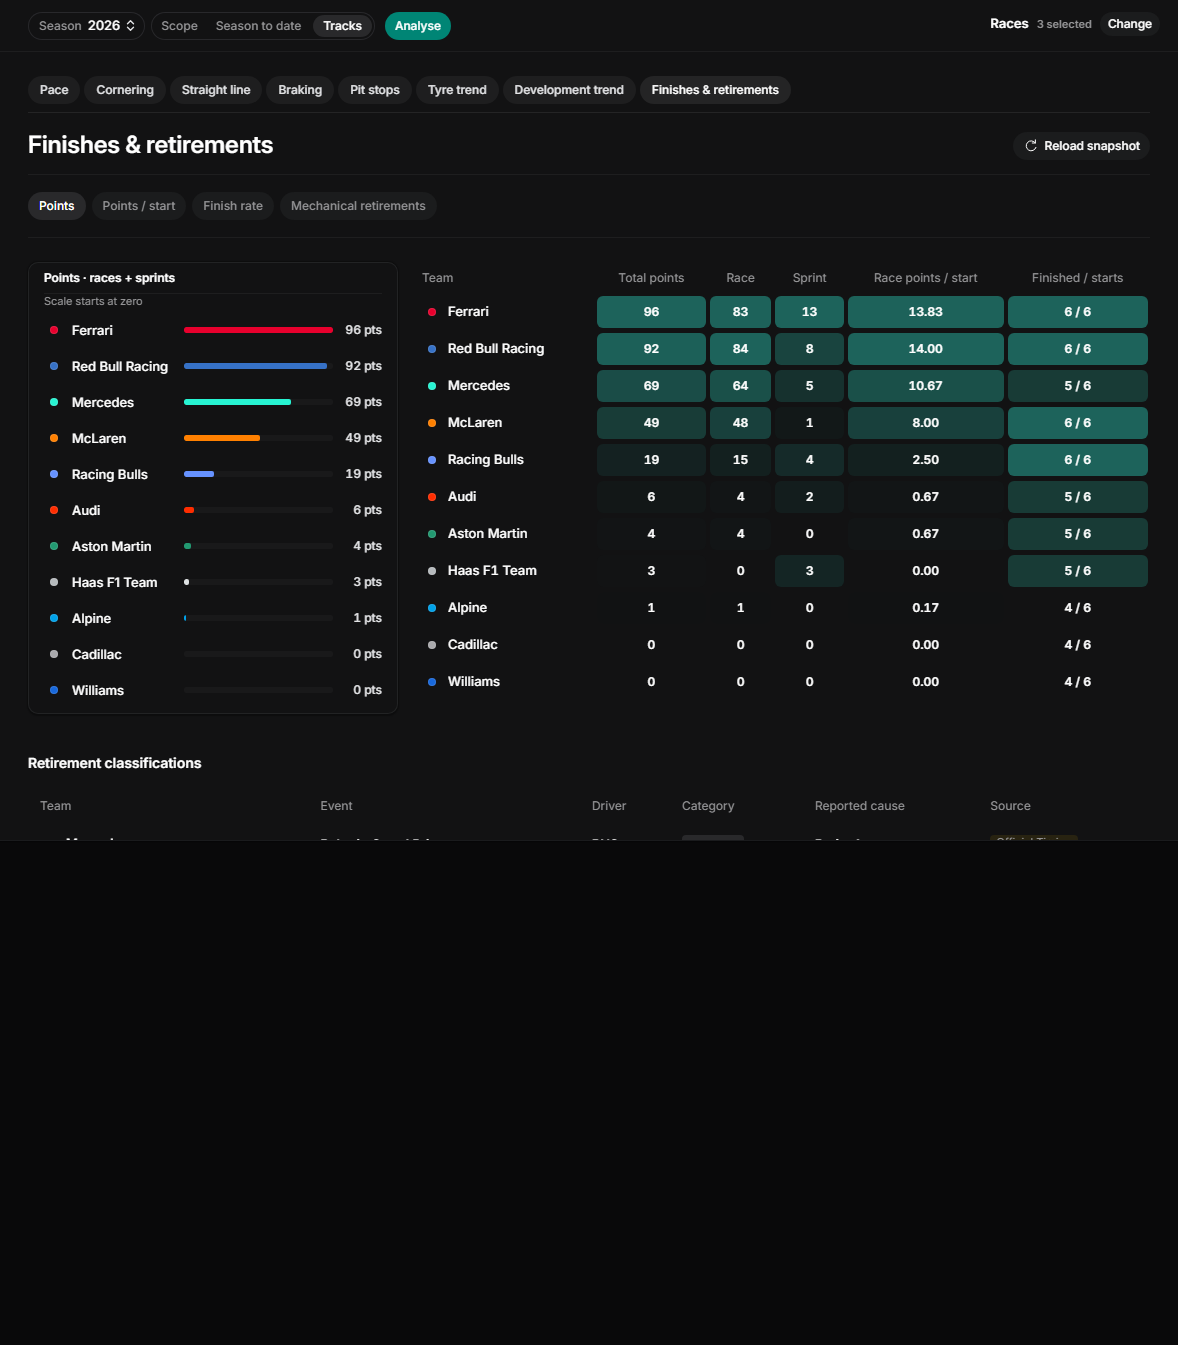 Season 2026
Scope Season to date Tracks
Analyse
Races 3 selected Change
Pace Cornering Straight line Braking Pit stops Tyre trend Development trend Finishes & retirements
Finishes & retirements
Reload snapshot
Points Points / start Finish rate Mechanical retirements
Points · races + sprints
Scale starts at zero
Ferrari 96 pts
Red Bull Racing 92 pts
Mercedes 69 pts
McLaren 49 pts
Racing Bulls 19 pts
Audi 6 pts
Aston Martin 4 pts
Haas F1 Team 3 pts
Alpine 1 pts
Cadillac 0 pts
Williams 0 pts
Team Total points Race Sprint Race points / start Finished / starts
Ferrari 96 83 13 13.83 6 / 6
Red Bull Racing 92 84 8 14.00 6 / 6
Mercedes 69 64 5 10.67 5 / 6
McLaren 49 48 1 8.00 6 / 6
Racing Bulls 19 15 4 2.50 6 / 6
Audi 6 4 2 0.67 5 / 6
Aston Martin 4 4 0 0.67 5 / 6
Haas F1 Team 3 0 3 0.00 5 / 6
Alpine 1 1 0 0.17 4 / 6
Cadillac 0 0 0 0.00 4 / 6
Williams 0 0 0 0.00 4 / 6
Retirement classifications
Team Event Driver Category Reported cause Source